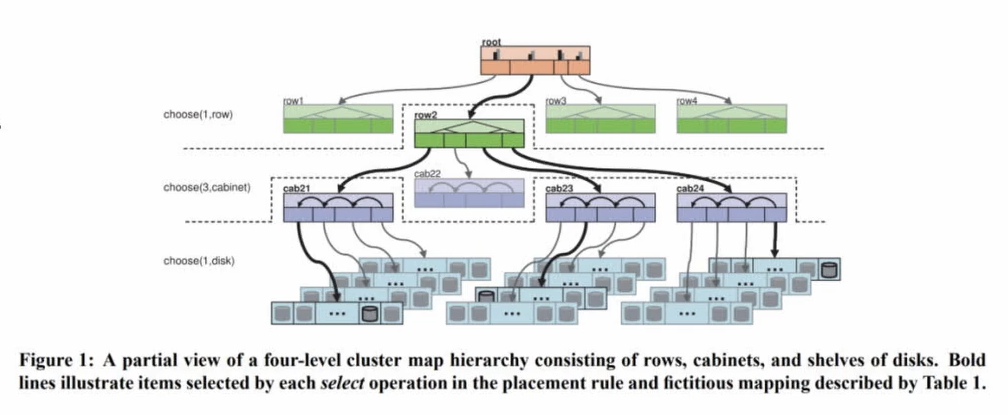 root
row1
row3
row4
choose(1,row)
row2
cab22
choose(3,cabinet)
cab21
cab23
cab24
choose(1,disk)
...
...
...
...
...
...
...
...
...
...
...
...
Figure 1: A partial view of a four-level cluster map hierarchy consisting of rows, cabinets, and shelves of disks. Bold
lines illustrate items selected by each select operation in the placement rule and fictitious mapping described by Table 1.